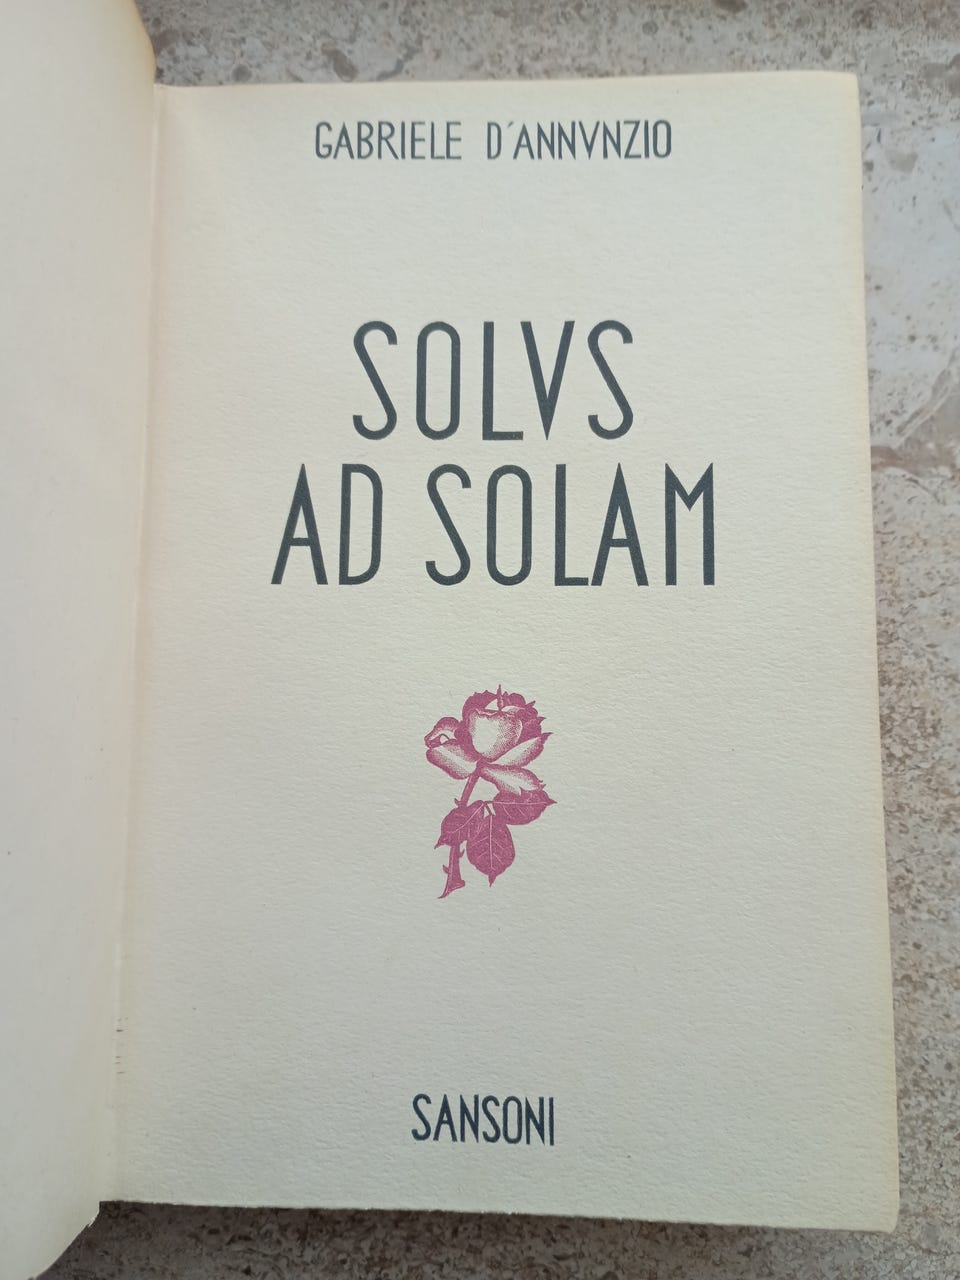 GABRIELE D'ANNVNZIO
SOLVS
AD SOLAM
SANSONI